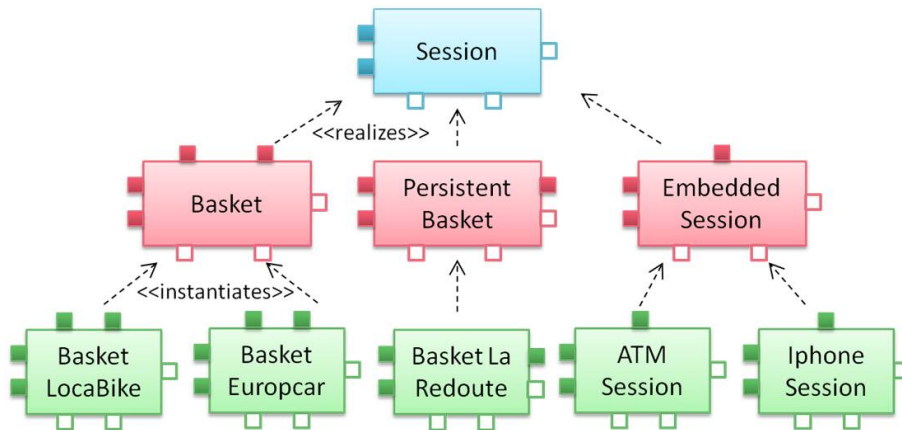 Session
<<realizes>>
Basket
Persistent
Basket
Embedded
Session
<<instantiates>>
Basket
LocaBike
Basket
Europcar
Basket La
Redoute
ATM
Session
Iphone
Session